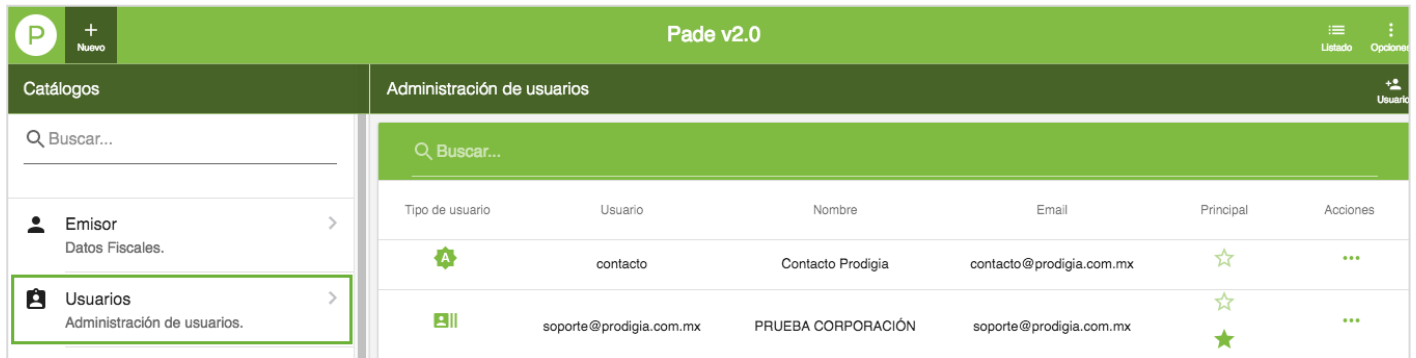 P
Nuevo
Pade v2.0
Listado
Opciones
Catálogos
Administración de usuarios
Usuario
Buscar...
Buscar...
Emisor
Datos Fiscales.
Usuarios
Administración de usuarios.
Tipo de usuario Usuario Nombre Email Principal Acciones
A contacto Contacto Prodigia contacto@prodigia.com.mx
soporte@prodigia.com.mx PRUEBA CORPORACIÓN soporte@prodigia.com.mx